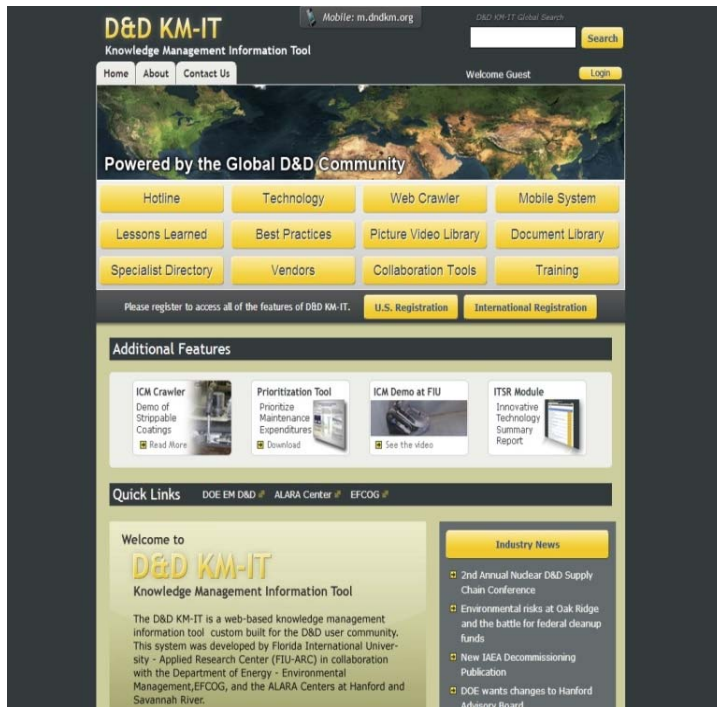 D&D KM-IT
Knowledge Management Information Tool
Mobile: m.dndkm.org
D&D KM-IT Global Search
Search
Home About Contact Us
Welcome Guest Login
Powered by the Global D&D Community
Hotline Technology Web Crawler Mobile System
Lessons Learned Best Practices Picture Video Library Document Library
Specialist Directory Vendors Collaboration Tools Training
Please register to access all of the features of D&D KM-IT. U.S. Registration International Registration
Additional Features
ICM Crawler
Demo of
Strippable
Coatings
Read More
Prioritization Tool
Prioritize
Maintenance
Expenditures
Download
ICM Demo at FIU
See the video
ITSR Module
Innovative
Technology
Summary
Report
Quick Links DOE EM D&D ALARA Center EFCOG
Welcome to
D&D KM-IT
Knowledge Management Information Tool
The D&D KM-IT is a web-based knowledge management
information tool custom built for the D&D user community.
This system was developed by Florida International Univer-
sity - Applied Research Center (FIU-ARC) in collaboration
with the Department of Energy - Environmental
Management,EFCOG, and the ALARA Centers at Hanford and
Savannah River.
Industry News
2nd Annual Nuclear D&D Supply
Chain Conference
Environmental risks at Oak Ridge
and the battle for federal cleanup
funds
New IAEA Decommissioning
Publication
DOE wants changes to Hanford
Advisory Board